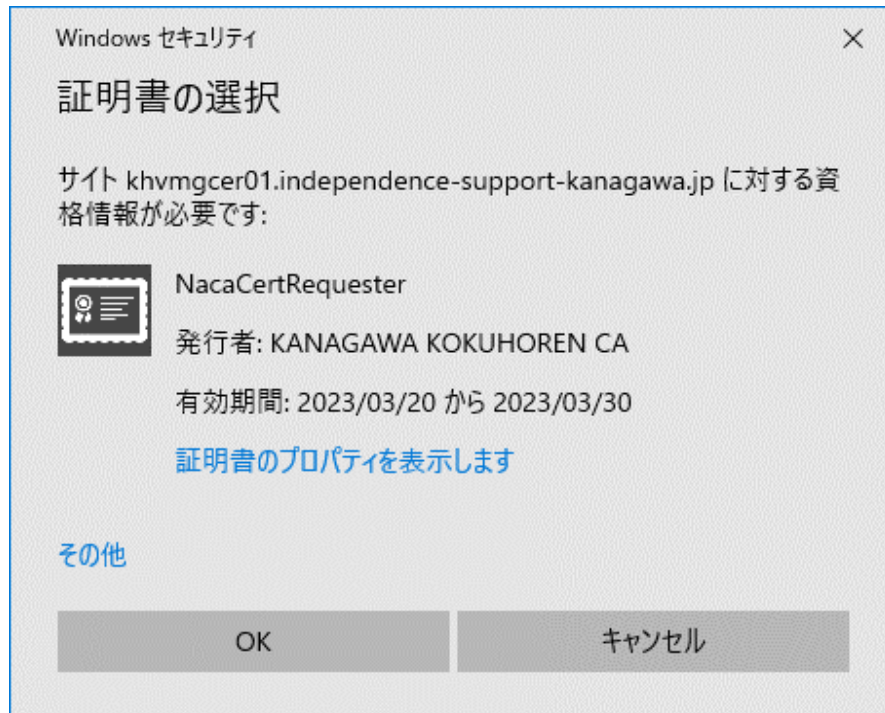 Windows セキュリティ
証明書の選択
サイト khvmgcer01.independence-support-kanagawa.jp に対する資
格情報が必要です:
NacaCertRequester
発行者: KANAGAWA KOKUHOREN CA
有効期間: 2023/03/20 から 2023/03/30
証明書のプロパティを表示します
その他
OK
キャンセル